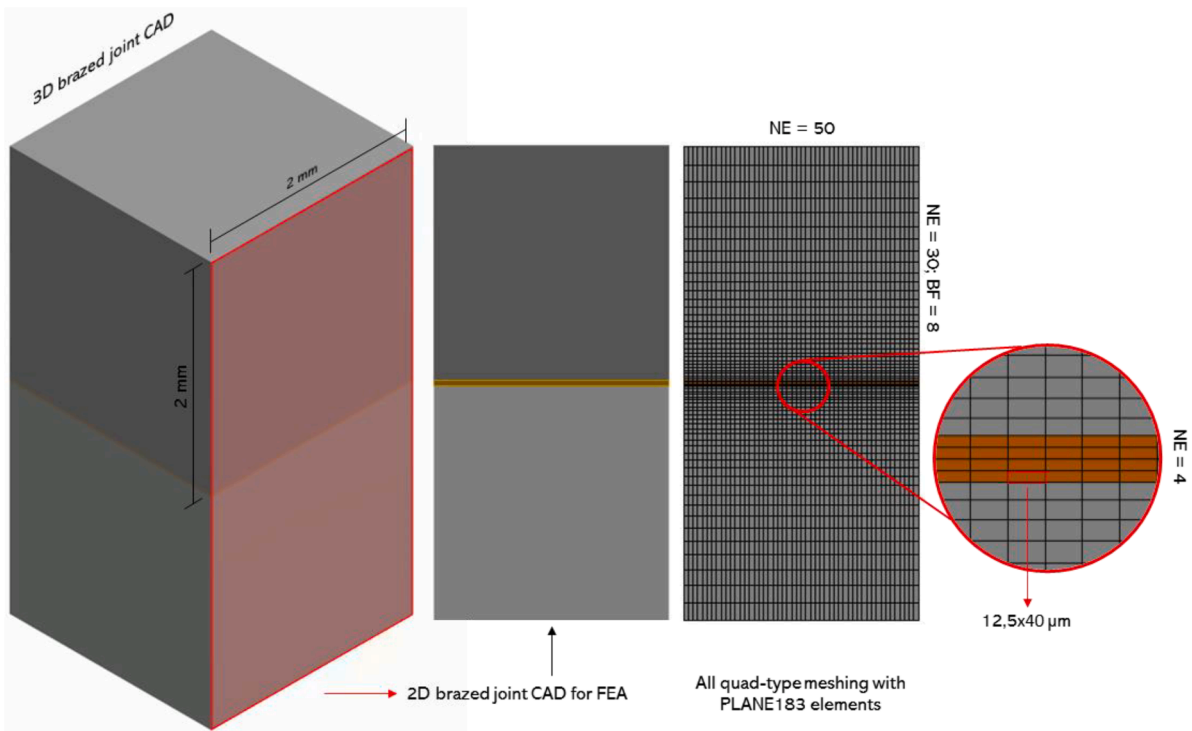 3D brazed joint CAD
2 mm
2 mm
NE = 50
NE = 30; BF = 8
NE = 4
12,5x40 µm
2D brazed joint CAD for FEA
All quad-type meshing with
PLANE183 elements